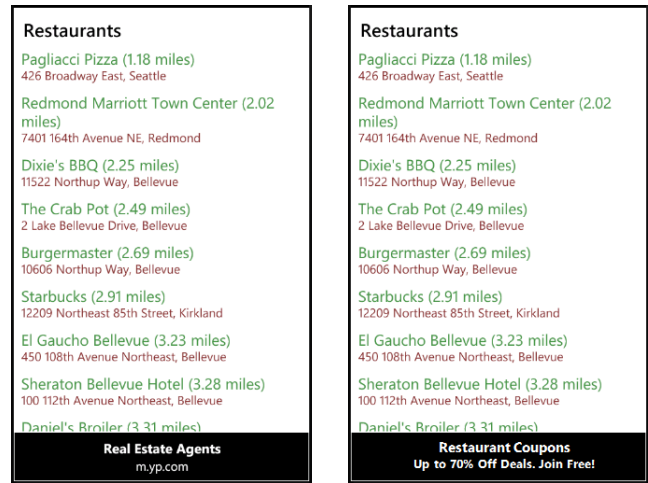 Restaurants
Pagliacci Pizza (1.18 miles)
426 Broadway East, Seattle
Redmond Marriott Town Center (2.02
miles)
7401 164th Avenue NE, Redmond
Dixie's BBQ (2.25 miles)
11522 Northup Way, Bellevue
The Crab Pot (2.49 miles)
2 Lake Bellevue Drive, Bellevue
Burgermaster (2.69 miles)
10606 Northup Way, Bellevue
Starbucks (2.91 miles)
12209 Northeast 85th Street, Kirkland
El Gaucho Bellevue (3.23 miles)
450 108th Avenue Northeast, Bellevue
Sheraton Bellevue Hotel (3.28 miles)
100 112th Avenue Northeast, Bellevue
Daniel's Broiler (3.31 miles)
Real Estate Agents
m.yp.com
Restaurants
Pagliacci Pizza (1.18 miles)
426 Broadway East, Seattle
Redmond Marriott Town Center (2.02
miles)
7401 164th Avenue NE, Redmond
Dixie's BBQ (2.25 miles)
11522 Northup Way, Bellevue
The Crab Pot (2.49 miles)
2 Lake Bellevue Drive, Bellevue
Burgermaster (2.69 miles)
10606 Northup Way, Bellevue
Starbucks (2.91 miles)
12209 Northeast 85th Street, Kirkland
El Gaucho Bellevue (3.23 miles)
450 108th Avenue Northeast, Bellevue
Sheraton Bellevue Hotel (3.28 miles)
100 112th Avenue Northeast, Bellevue
Daniel's Broiler (3.31 miles)
Restaurant Coupons
Up to 70% Off Deals. Join Free!